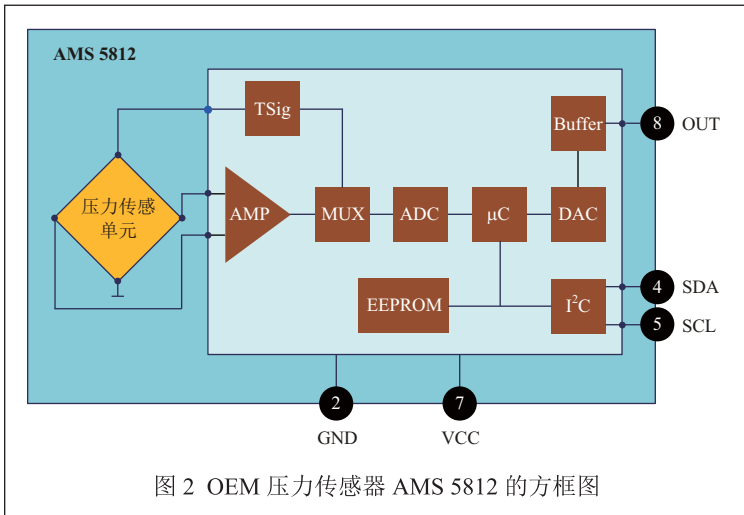 AMS 5812
TSig
Buffer
8 OUT
压力传感
单元
AMP
MUX
ADC
μC
DAC
EEPROM
I²C
4 SDA
5 SCL
2
7
GND
VCC
图 2 OEM 压力传感器 AMS 5812 的方框图